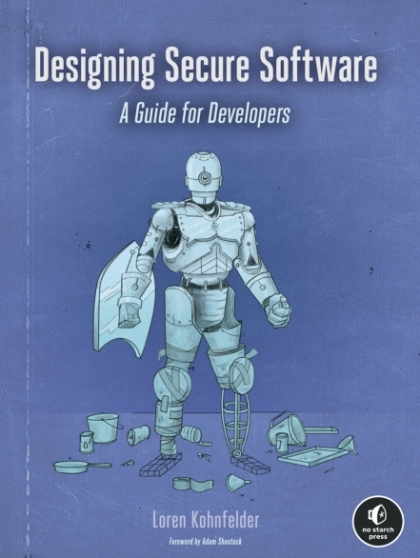 Designing Secure Software
A Guide for Developers
Loren Kohnfelder
Foreword by Adam Shostack
no starch
press